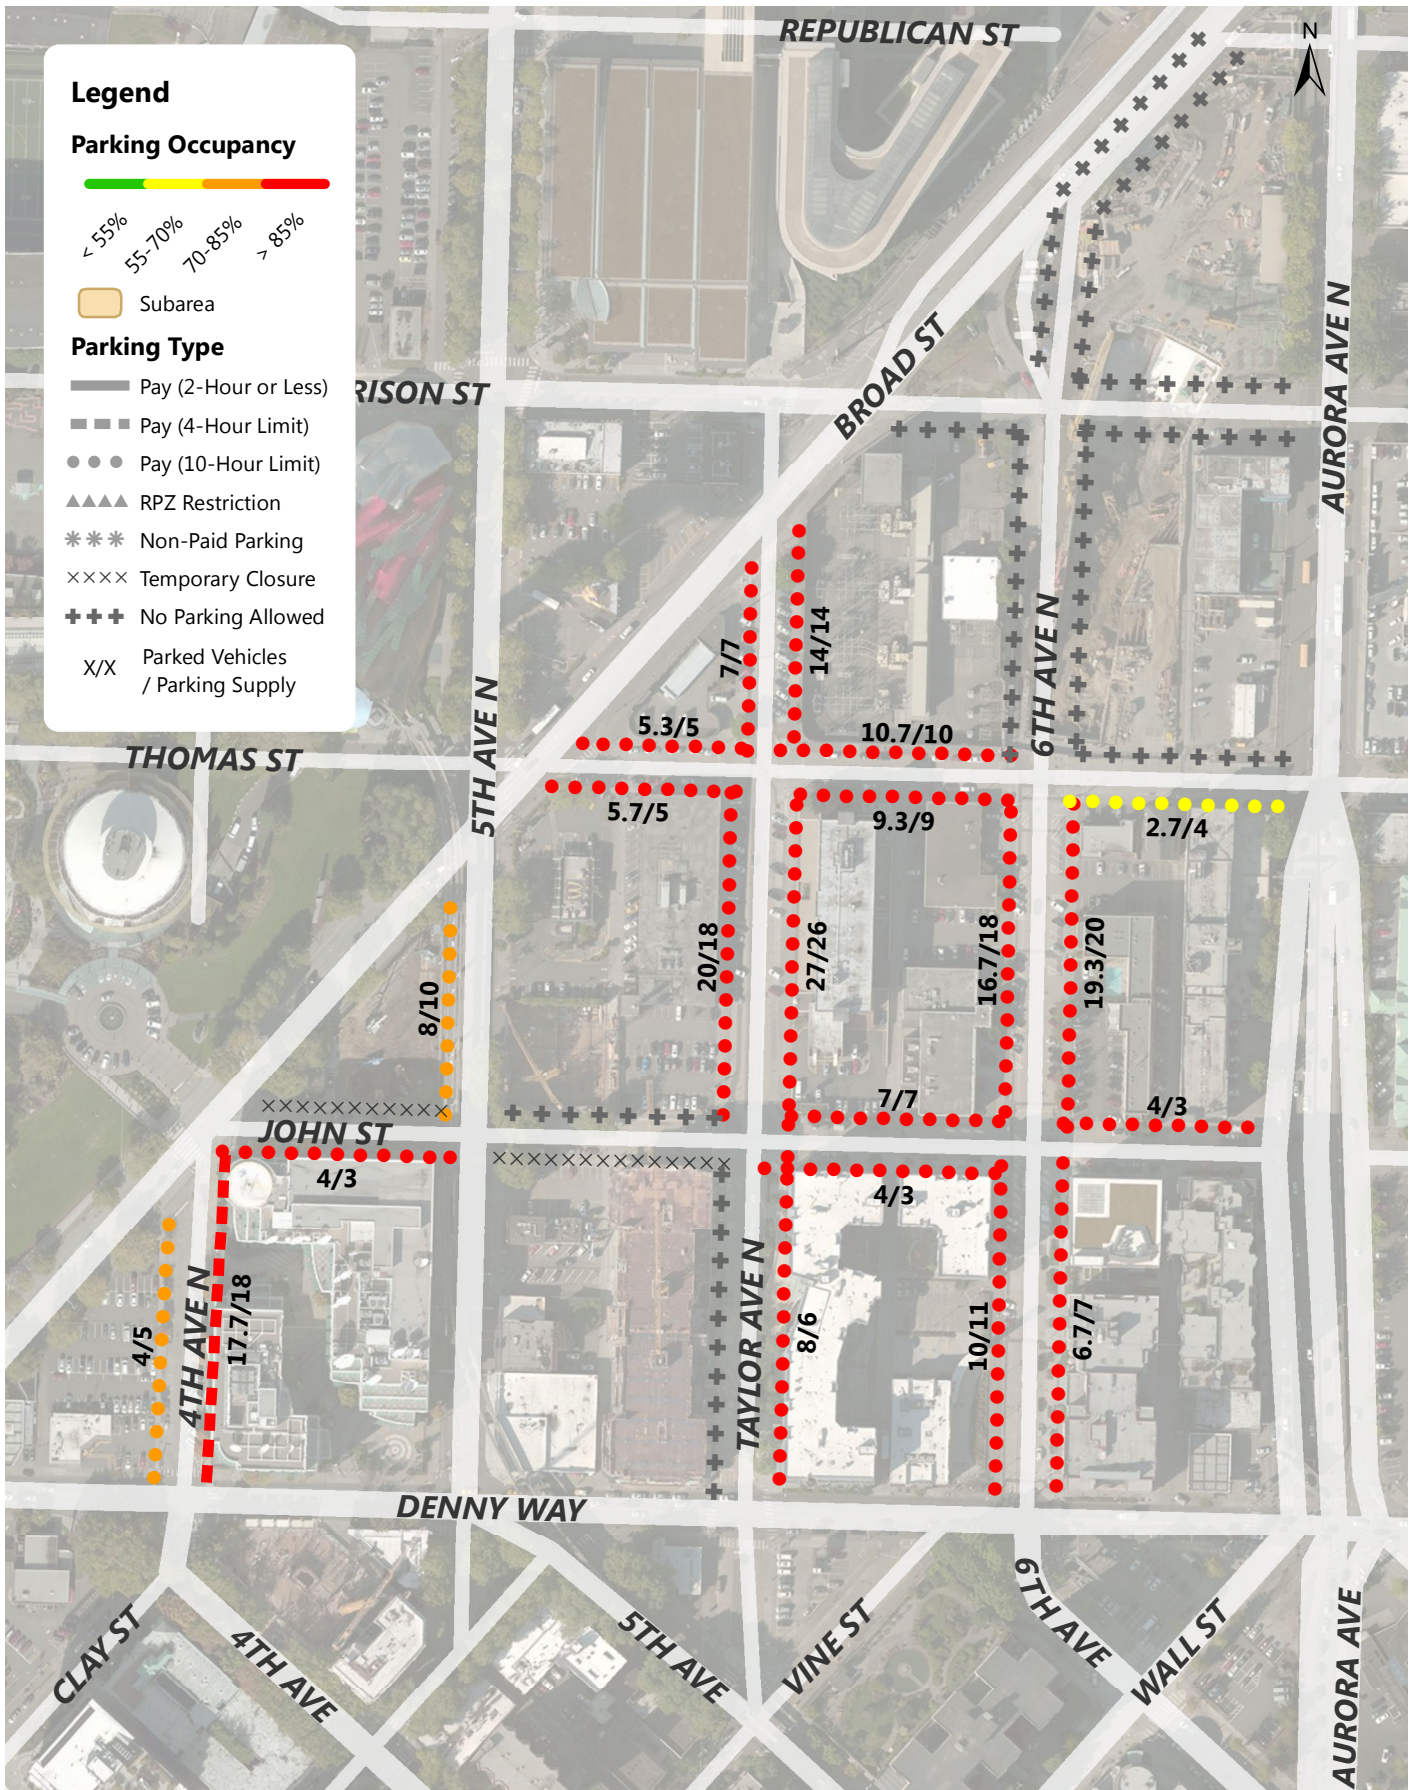 REPUBLICAN ST
N
Legend
Parking Occupancy
< 55%
55-70%
70-85%
> 85%
Subarea
Parking Type
Pay (2-Hour or Less)
Pay (4-Hour Limit)
Pay (10-Hour Limit)
RPZ Restriction
Non-Paid Parking
Temporary Closure
No Parking Allowed
X/X
Parked Vehicles
/ Parking Supply
RISON ST
BROAD ST
AURORA AVE N
7/7
14/14
6TH AVE N
5.3/5
10.7/10
THOMAS ST
5TH AVE N
5.7/5
9.3/9
2.7/4
8/10
20/18
27/26
16.7/18
19.3/20
7/7
4/3
JOHN ST
4/3
4/3
4/5
4TH AVE N
17.7/18
TAYLOR AVE N
8/6
10/11
6.7/7
DENNY WAY
CLAY ST
4TH AVE
5TH AVE
VINE ST
6TH AVE
WALL ST
AURORA AVE